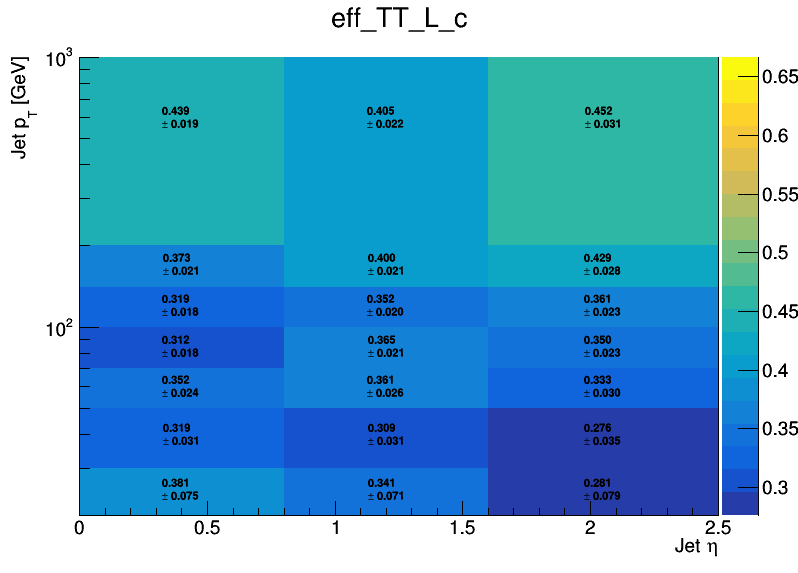 eff_TT_L_c
Jet p_T [GeV]
10^3
10^2
0.439 0.405 0.452
± 0.019 ± 0.022 ± 0.031
0.373 0.400 0.429
± 0.021 ± 0.021 ± 0.028
0.319 0.352 0.361
± 0.018 ± 0.020 ± 0.023
0.312 0.365 0.350
± 0.018 ± 0.021 ± 0.023
0.352 0.361 0.333
± 0.024 ± 0.026 ± 0.030
0.319 0.309 0.276
± 0.031 ± 0.031 ± 0.035
0.381 0.341 0.281
± 0.075 ± 0.071 ± 0.079
0 0.5 1 1.5 2 2.5
Jet η
0.65
0.6
0.55
0.5
0.45
0.4
0.35
0.3